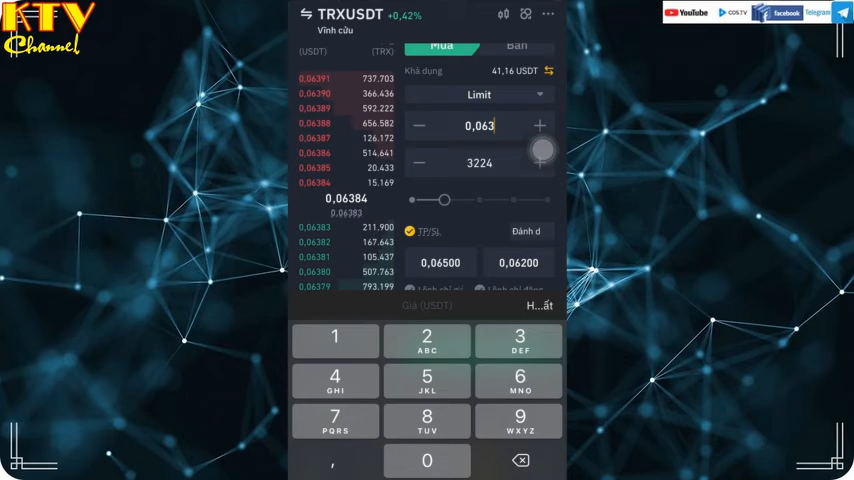 KTV
Channel
YouTube COS.TV facebook Telegram
TRXUSDT +0,42%
Vĩnh cửu
(USDT) (TRX)
Mua Bán
Khả dụng 41,16 USDT
Limit
0,063
3224
0,06391 737.703
0,06390 366.436
0,06389 592.222
0,06388 656.582
0,06387 126.172
0,06386 514.641
0,06385 20.433
0,06384 15.169
0,06384
0,06383
0,06383 211.900
0,06382 167.643
0,06381 105.437
0,06380 507.763
0,06379 793.199
TP/SL Đánh d
0,06500 0,06200
Giá (USDT) H...ất
1
2 ABC
3 DEF
4 GHI
5 JKL
6 MNO
7 PQRS
8 TUV
9 WXYZ
,
0